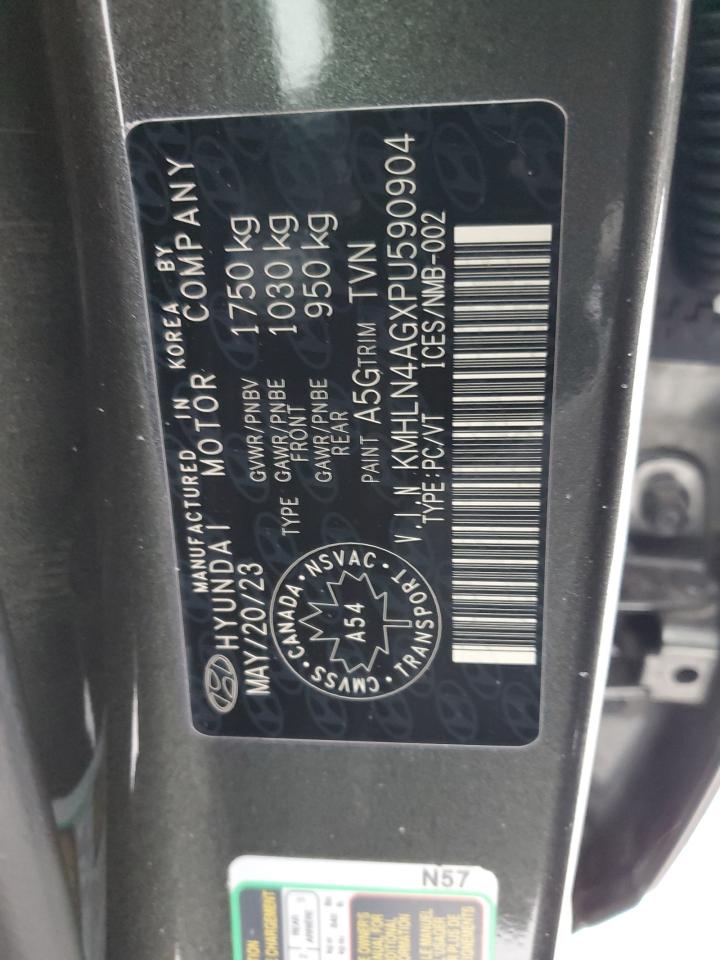 MANUFACTURED IN KOREA BY
HYUNDAI MOTOR COMPANY
MAY/20/23 GVWR/PNBV 1750 kg
TYPE GAWR/PNBE FRONT 1030 kg
GAWR/PNBE REAR 950 kg
PAINT A5G TRIM TVN
CMVSS · CANADA · NSVAC · TRANSPORT ·
A54
V.I.N KMHLN4AGXPU590904
TYPE:PC/VT ICES/NMB-002
N57
REAR
ARRIÈRE